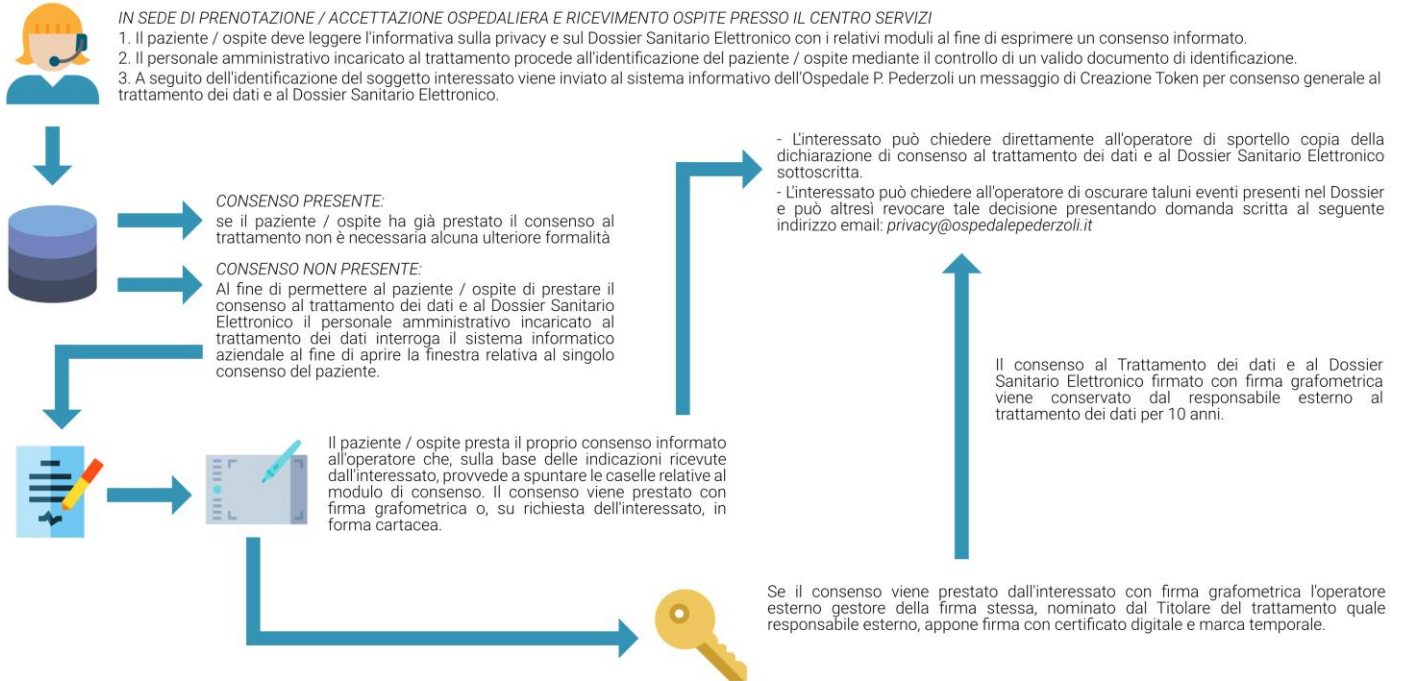 IN SEDE DI PRENOTAZIONE / ACCETTAZIONE OSPEDALIERA E RICEVIMENTO OSPITE PRESSO IL CENTRO SERVIZI
1. Il paziente / ospite deve leggere l'informativa sulla privacy e sul Dossier Sanitario Elettronico con i relativi moduli al fine di esprimere un consenso informato.
2. Il personale amministrativo incaricato al trattamento procede all'identificazione del paziente / ospite mediante il controllo di un valido documento di identificazione.
3. A seguito dell'identificazione del soggetto interessato viene inviato al sistema informativo dell'Ospedale P. Pederzoli un messaggio di Creazione Token per consenso generale al
trattamento dei dati e al Dossier Sanitario Elettronico.
CONSENSO PRESENTE:
se il paziente / ospite ha già prestato il consenso al
trattamento non è necessaria alcuna ulteriore formalità
CONSENSO NON PRESENTE:
Al fine di permettere al paziente / ospite di prestare il
consenso al trattamento dei dati e al Dossier Sanitario
Elettronico il personale amministrativo incaricato al
trattamento dei dati interroga il sistema informatico
aziendale al fine di aprire la finestra relativa al singolo
consenso del paziente.
Il paziente / ospite presta il proprio consenso informato
all'operatore che, sulla base delle indicazioni ricevute
dall'interessato, provvede a spuntare le caselle relative al
modulo di consenso. Il consenso viene prestato con
firma grafometrica o, su richiesta dell'interessato, in
forma cartacea.
- L'interessato può chiedere direttamente all'operatore di sportello copia della
dichiarazione di consenso al trattamento dei dati e al Dossier Sanitario Elettronico
sottoscritta.
- L'interessato può chiedere all'operatore di oscurare taluni eventi presenti nel Dossier
e può altresì revocare tale decisione presentando domanda scritta al seguente
indirizzo email: privacy@ospedalepederzoli.it
Il consenso al Trattamento dei dati e al Dossier
Sanitario Elettronico firmato con firma grafometrica
viene conservato dal responsabile esterno al
trattamento dei dati per 10 anni.
Se il consenso viene prestato dall'interessato con firma grafometrica l'operatore
esterno gestore della firma stessa, nominato dal Titolare del trattamento quale
responsabile esterno, appone firma con certificato digitale e marca temporale.